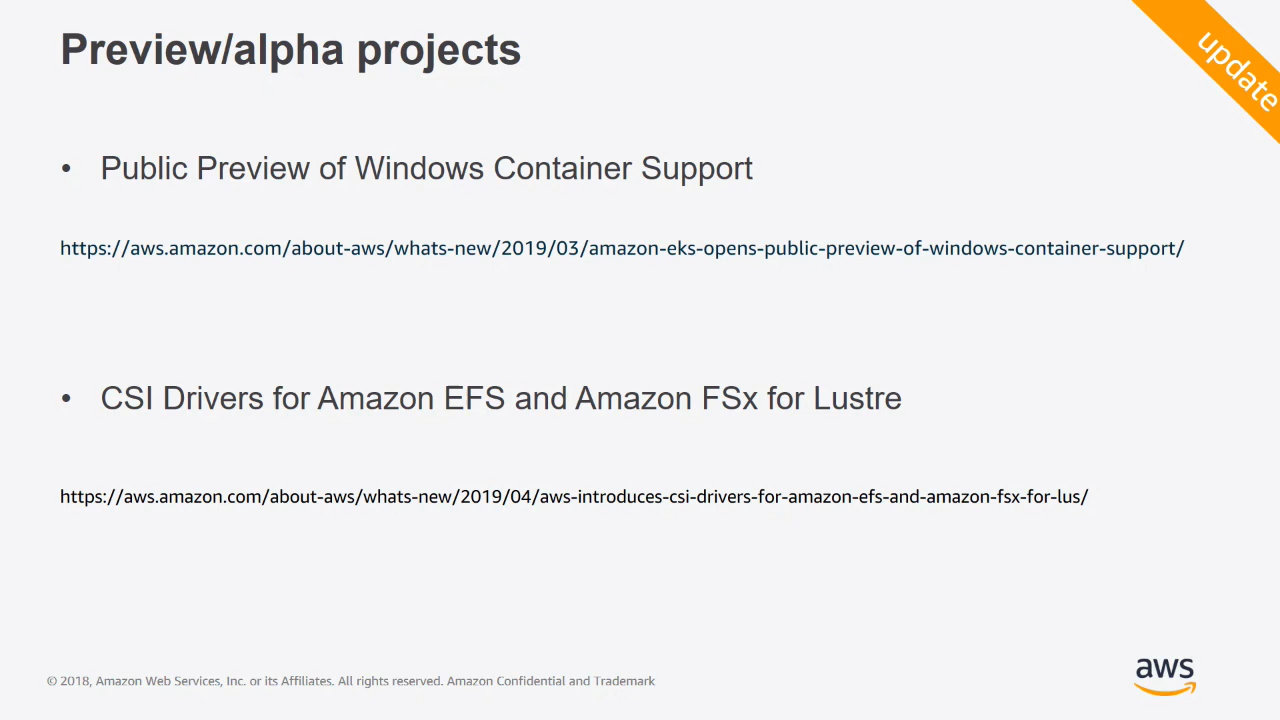 Preview/alpha projects
update
• Public Preview of Windows Container Support
https://aws.amazon.com/about-aws/whats-new/2019/03/amazon-eks-opens-public-preview-of-windows-container-support/
• CSI Drivers for Amazon EFS and Amazon FSx for Lustre
https://aws.amazon.com/about-aws/whats-new/2019/04/aws-introduces-csi-drivers-for-amazon-efs-and-amazon-fsx-for-lus/
© 2018, Amazon Web Services, Inc. or its Affiliates. All rights reserved. Amazon Confidential and Trademark
aws